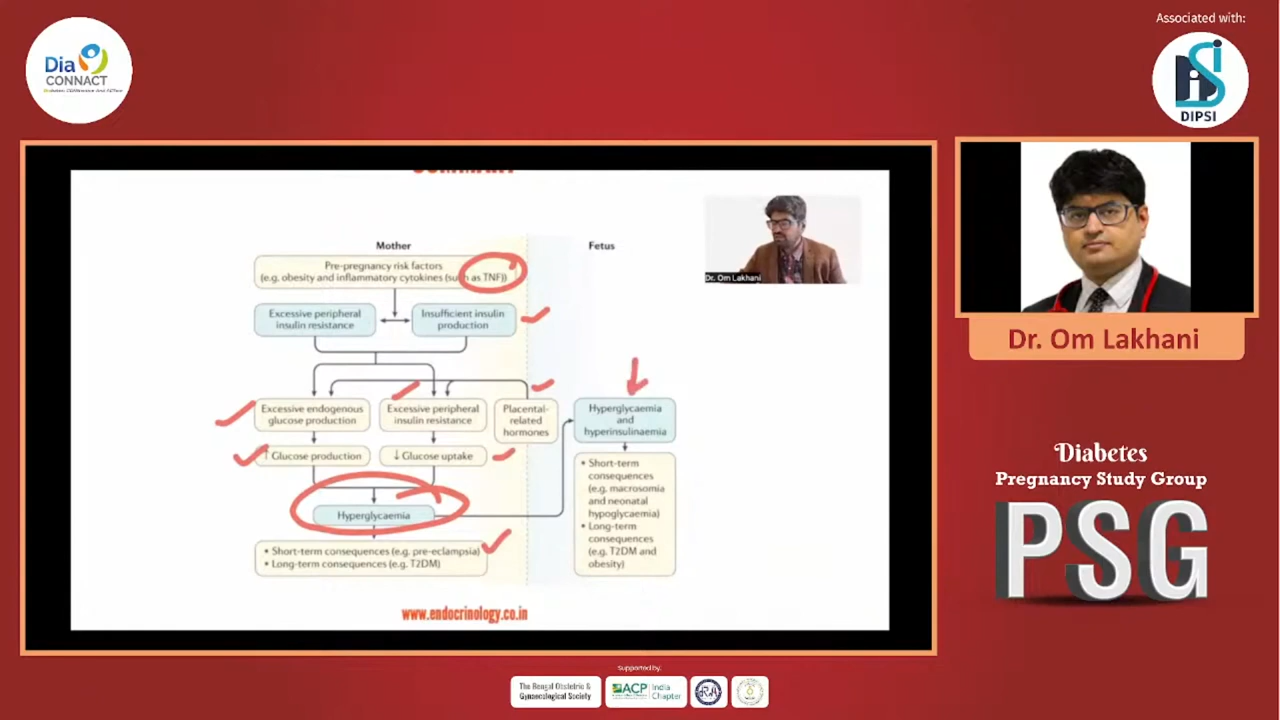 Associated with:
Dia
CONNACT
DIPSI
SUMMARY
Mother
Fetus
Pre-pregnancy risk factors
(e.g. obesity and inflammatory cytokines (such as TNF))
Excessive peripheral
insulin resistance
Insufficient insulin
production
Excessive endogenous
glucose production
Excessive peripheral
insulin resistance
Placental-
related
hormones
Hyperglycaemia
and
hyperinsulinaemia
↑ Glucose production
↓ Glucose uptake
Hyperglycaemia
• Short-term consequences (e.g. pre-eclampsia)
• Long-term consequences (e.g. T2DM)
• Short-term
consequences
(e.g. macrosomia
and neonatal
hypoglycaemia)
• Long-term
consequences
(e.g. T2DM and
obesity)
www.endocrinology.co.in
Dr. Om Lakhani
Dr. Om Lakhani
Diabetes
Pregnancy Study Group
PSG
Supported by:
The Bengal Obstetric &
Gynaecological Society
ACP
India
Chapter